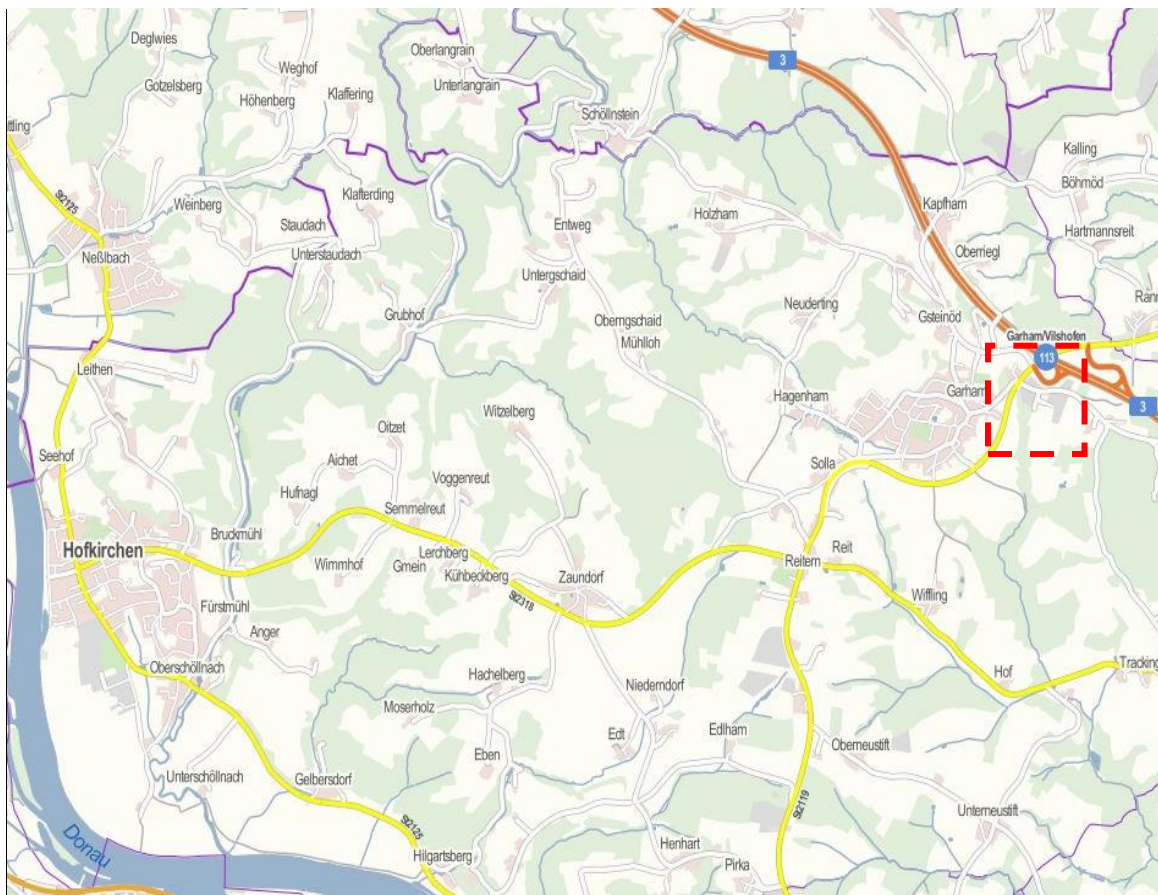 Deglwies
Gotzelsberg
Weghof
Höhenberg
Klaffering
Oberlangrain
Unterlangrain
Schöllnstein
3
St2125
Weinberg
Klafterding
Staudach
Unterstaudach
Neßlbach
Entweg
Untergschaid
Holzham
Kapfham
Kalling
Böhmöd
Hartmannsreit
Oberriegl
Grubhof
Oberngschaid
Mühlloh
Neuderting
Gsteinöd
Garham/Vilshofen
113
3
Leithen
Hagenham
Garham
Witzelberg
Oitzet
Seehof
Aichet
Solla
Hufnagl
Voggenreut
Semmelreut
Bruckmühl
Hofkirchen
Wimmhof
Gmein
Lerchberg
Kühbeckberg
Zaundorf
St2318
Reitern
Reit
Wiffling
Fürstmühl
Anger
Oberschöllnach
Hachelberg
Moserholz
Niederndorf
Hof
Tracking
Edt
Edlham
Eben
Oberneustift
Unterschöllnach
Gelbersdorf
St2119
Unterneustift
St2125
Donau
Hilgartsberg
Henhart
Pirka